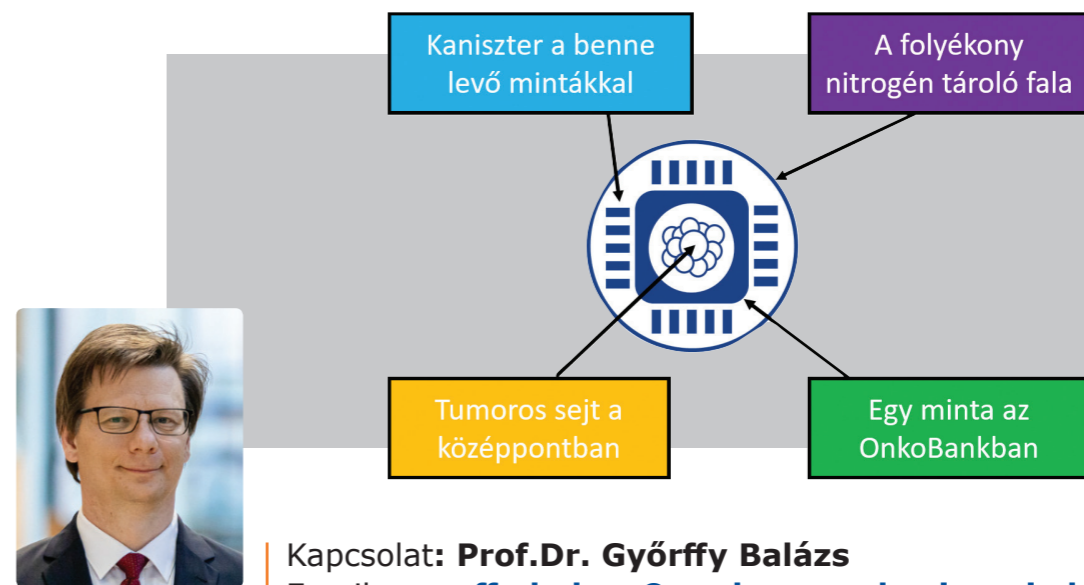 Kaniszter a benne
levő mintákkal
A folyékony
nitrogén tároló fala
Tumoros sejt a
középpontban
Egy minta az
OnkoBankban
Kapcsolat: Prof.Dr. Győrffy Balázs